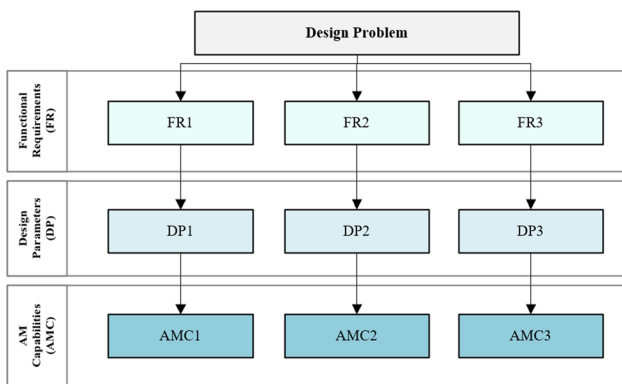 Design Problem
Functional
Requirements
(FR)
FR1
FR2
FR3
Design
Parameters
(DP)
DP1
DP2
DP3
AM
Capabilities
(AMC)
AMC1
AMC2
AMC3